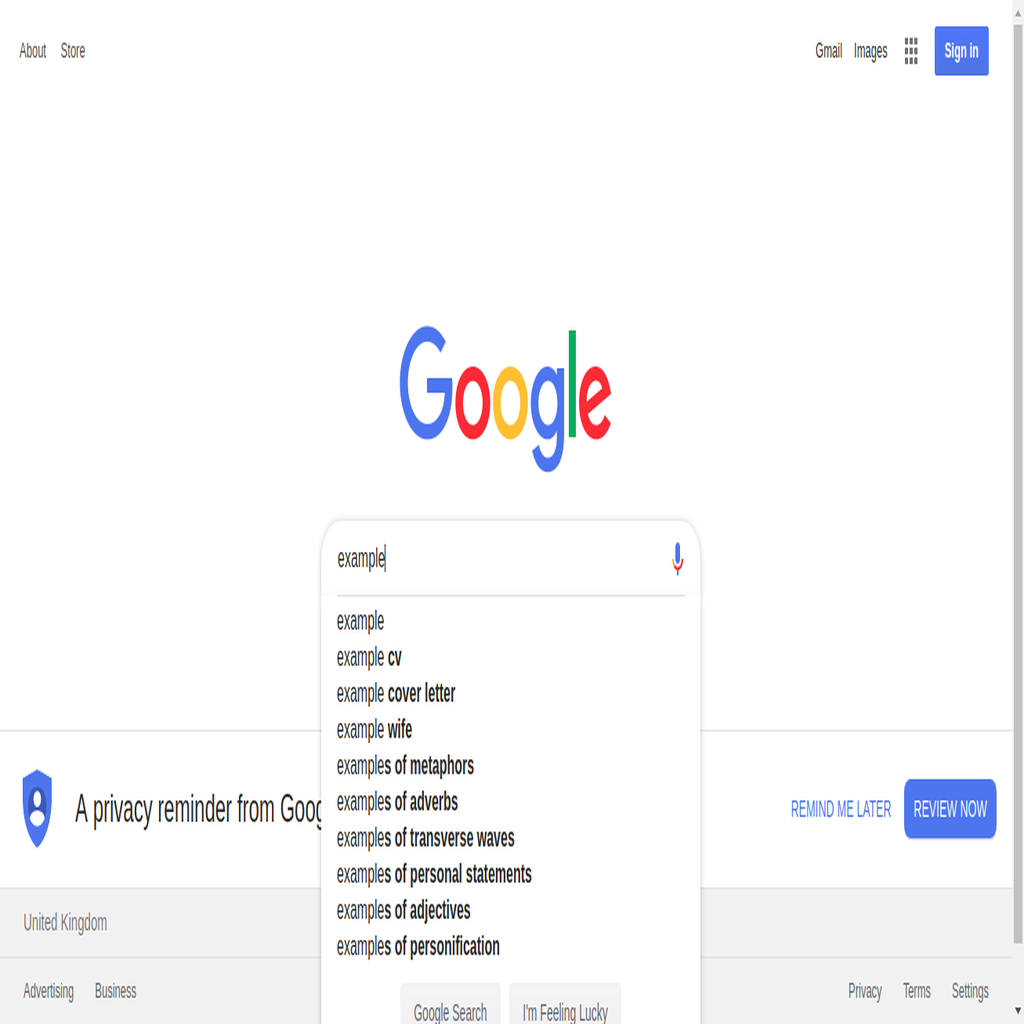 About Store Gmail Images Sign in
Google
example
example
example cv
example cover letter
example wife
examples of metaphors
examples of adverbs
examples of transverse waves
examples of personal statements
examples of adjectives
examples of personification
A privacy reminder from Goog
REMIND ME LATER REVIEW NOW
United Kingdom
Google Search I'm Feeling Lucky
Advertising Business Privacy Terms Settings